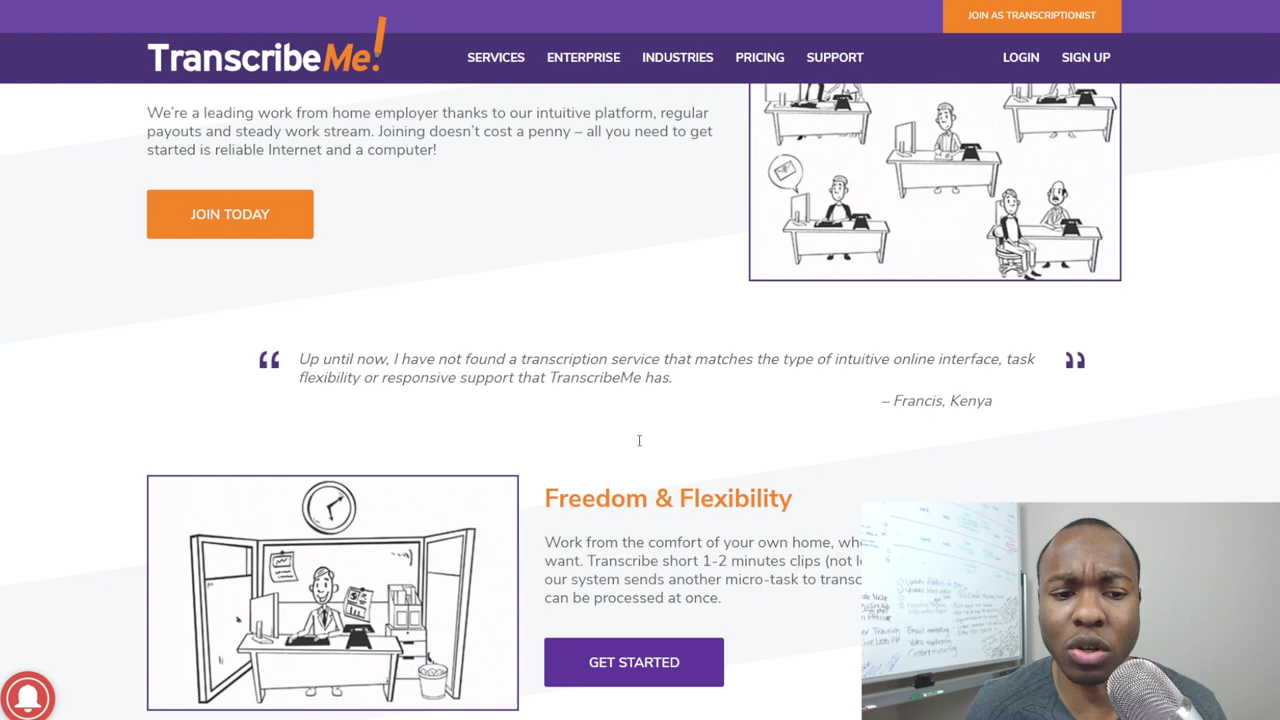 JOIN AS TRANSCRIPTIONIST
TranscribeMe!
SERVICES ENTERPRISE INDUSTRIES PRICING SUPPORT LOGIN SIGN UP
We're a leading work from home employer thanks to our intuitive platform, regular
payouts and steady work stream. Joining doesn't cost a penny – all you need to get
started is reliable Internet and a computer!
JOIN TODAY
“ Up until now, I have not found a transcription service that matches the type of intuitive online interface, task ”
flexibility or responsive support that TranscribeMe has.
– Francis, Kenya
Freedom & Flexibility
Work from the comfort of your own home,
want. Transcribe short 1-2 minutes clips (not
our system sends another micro-task to
can be processed at once.
GET STARTED